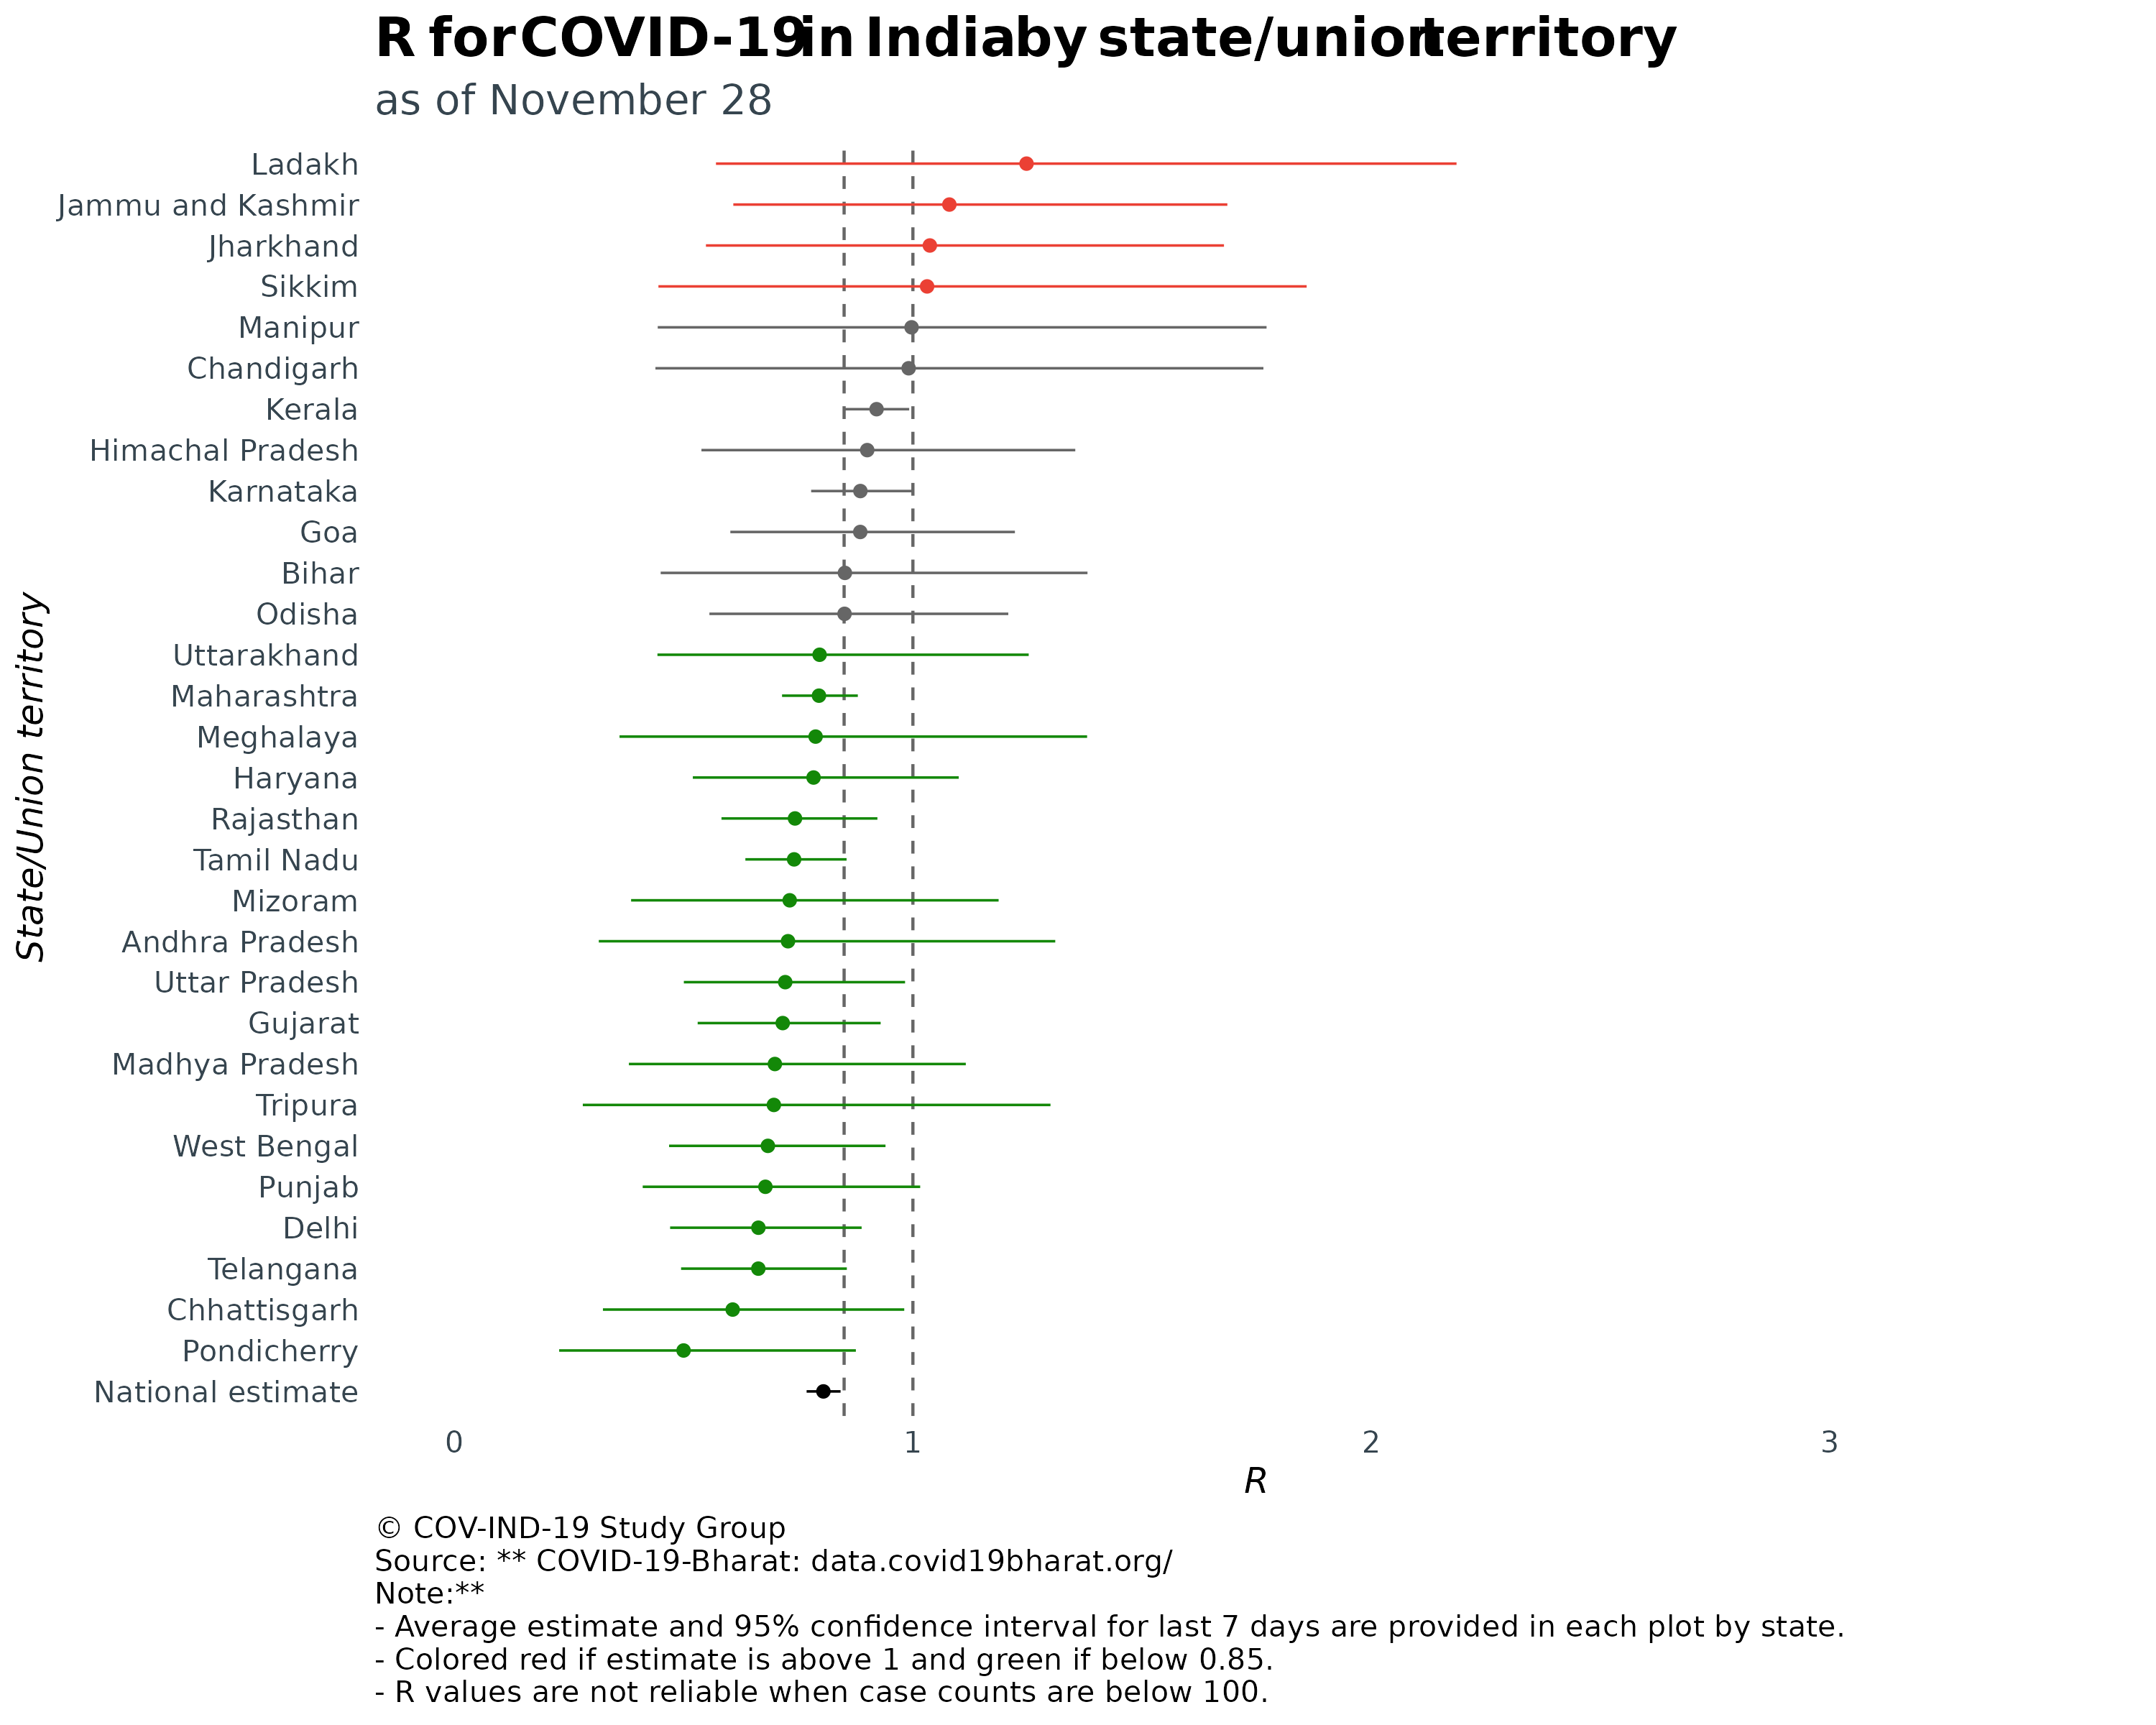 R for COVID-19 in India by state/union territory
as of November 28
Ladakh
Jammu and Kashmir
Jharkhand
Sikkim
Manipur
Chandigarh
Kerala
Himachal Pradesh
Karnataka
Goa
Bihar
Odisha
Uttarakhand
Maharashtra
Meghalaya
Haryana
Rajasthan
Tamil Nadu
Mizoram
Andhra Pradesh
Uttar Pradesh
Gujarat
Madhya Pradesh
Tripura
West Bengal
Punjab
Delhi
Telangana
Chhattisgarh
Pondicherry
National estimate
State/Union territory
0 1 2 3
R
© COV-IND-19 Study Group
Source: ** COVID-19-Bharat: data.covid19bharat.org/
Note:**
- Average estimate and 95% confidence interval for last 7 days are provided in each plot by state.
- Colored red if estimate is above 1 and green if below 0.85.
- R values are not reliable when case counts are below 100.